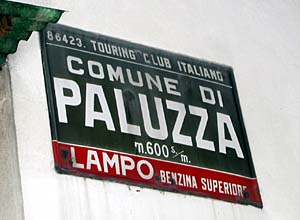 86423. TOURING CLUB ITALIANO
COMUNE DI
PALUZZA
m. 600 s/m.
LAMPO BENZINA SUPERIORE